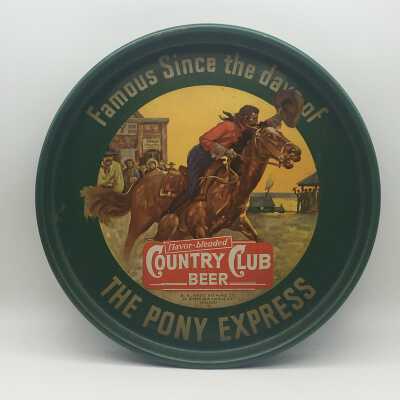 Famous Since the days of
flavor-blended
COUNTRY CLUB
BEER
THE PONY EXPRESS